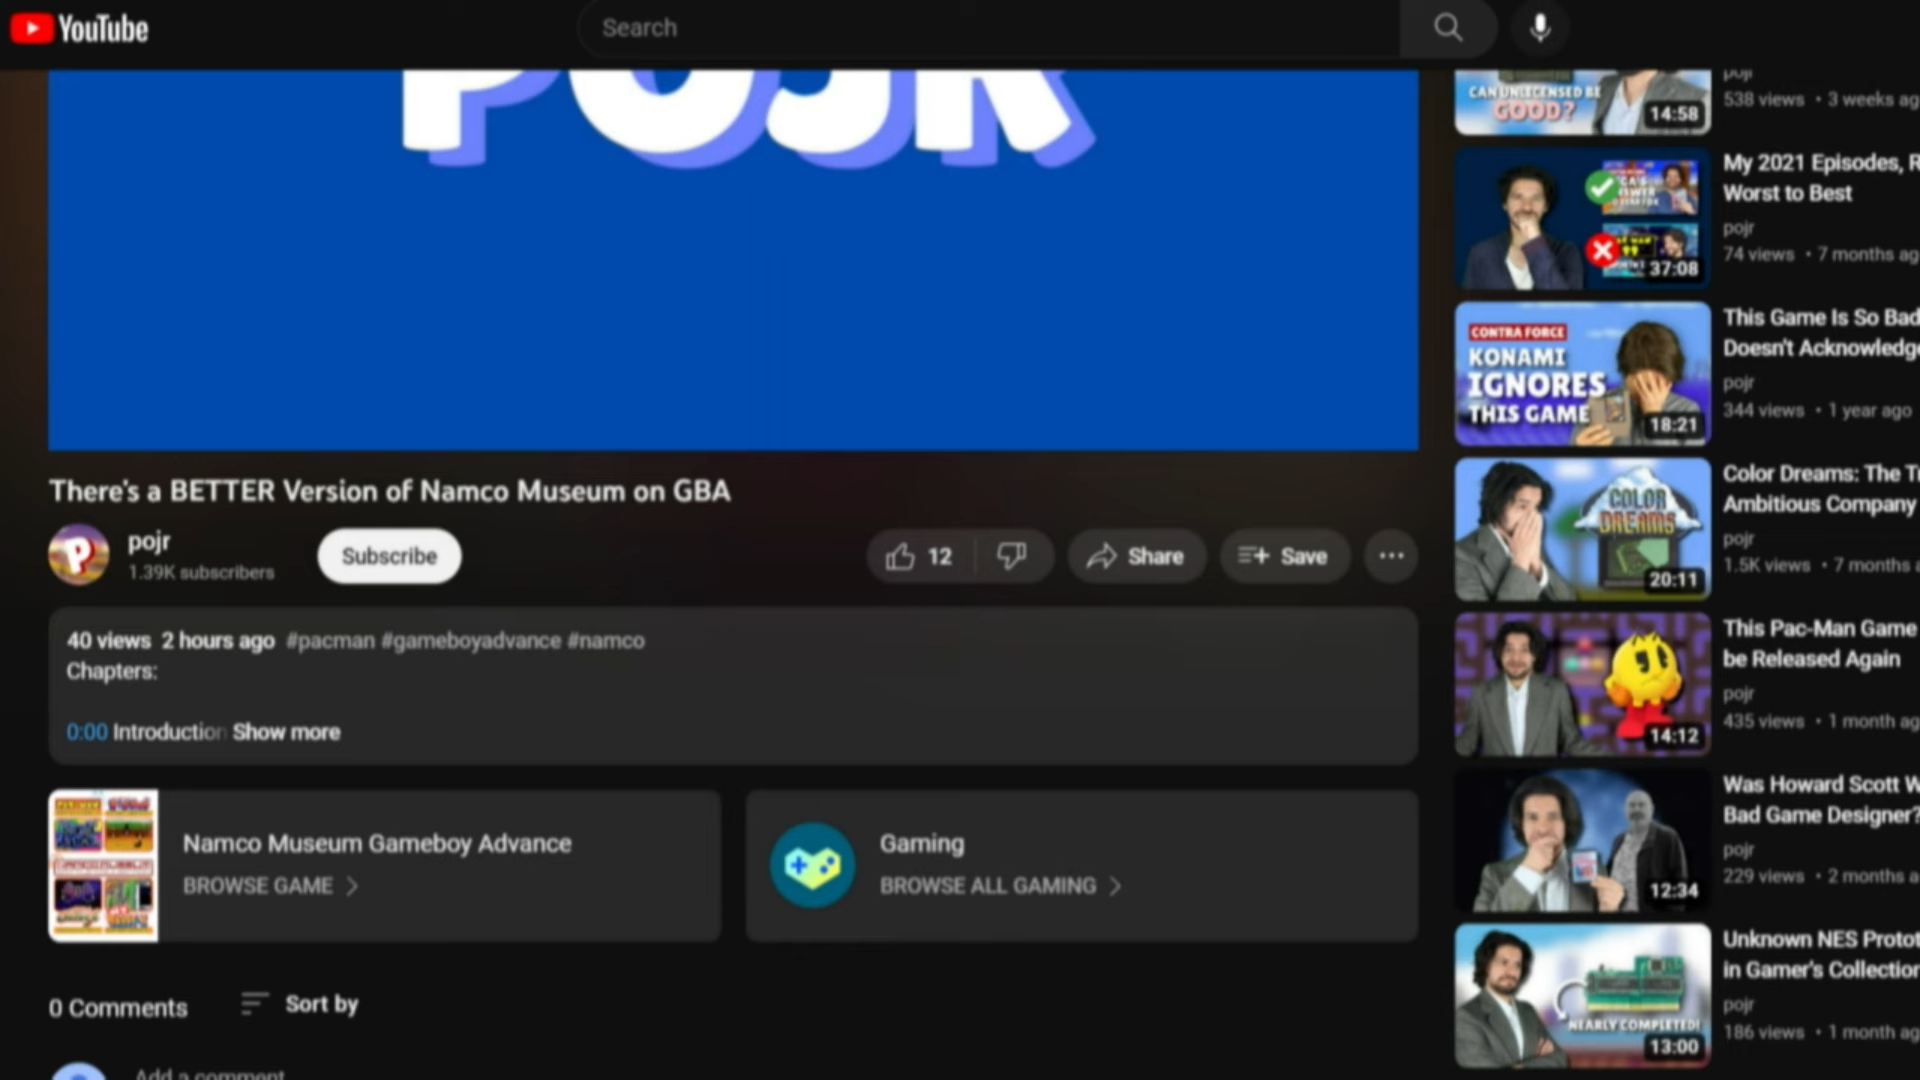 YouTube
Search
POJR
There's a BETTER Version of Namco Museum on GBA
pojr
1.39K subscribers
Subscribe
12
Share
Save
40 views 2 hours ago #pacman #gameboyadvance #namco
Chapters:
0:00 Introduction Show more
Namco Museum Gameboy Advance
BROWSE GAME
Gaming
BROWSE ALL GAMING
0 Comments
Sort by
Add a comment
CAN UNLICENSED BE
GOOD?
14:58
pojr
538 views • 3 weeks ag
37:08
My 2021 Episodes, R
Worst to Best
pojr
74 views • 7 months ag
CONTRA FORCE
KONAMI
IGNORES
THIS GAME
18:21
This Game Is So Bad
Doesn't Acknowledge
pojr
344 views • 1 year ago
COLOR
DREAMS
20:11
Color Dreams: The Tr
Ambitious Company
pojr
1.5K views • 7 months a
14:12
This Pac-Man Game
be Released Again
pojr
435 views • 1 month ag
12:34
Was Howard Scott W
Bad Game Designer?
pojr
229 views • 2 months a
NEARLY COMPLETED!
13:00
Unknown NES Protot
in Gamer's Collection
pojr
186 views • 1 month ag